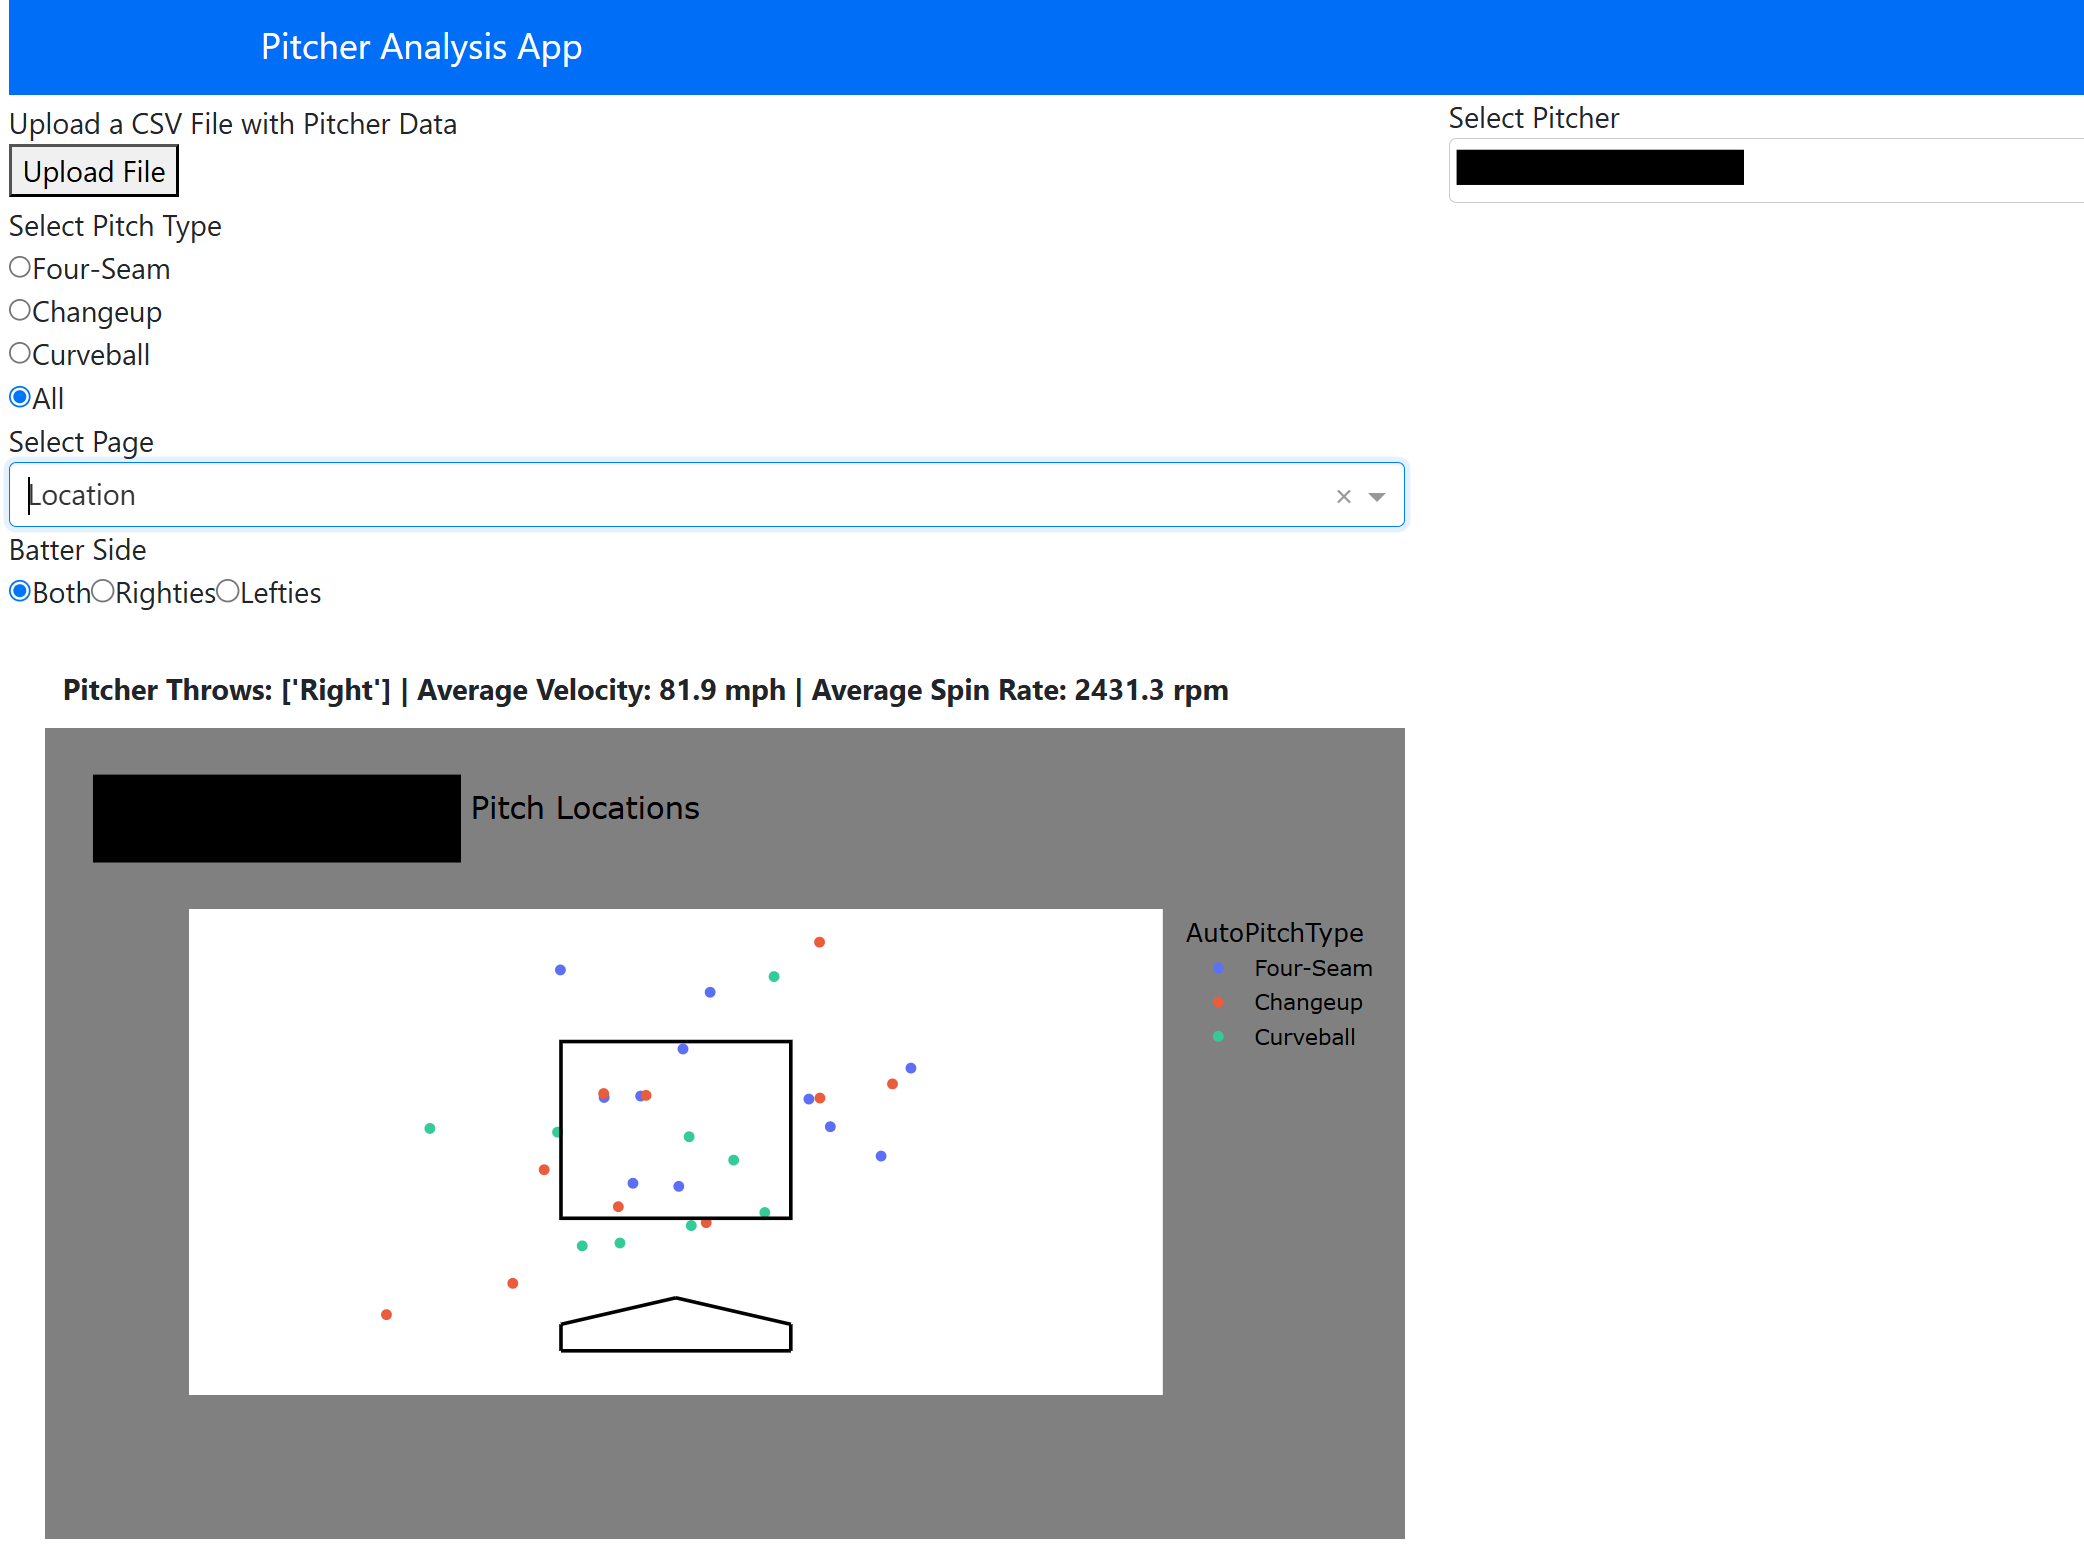 Pitcher Analysis App
Upload a CSV File with Pitcher Data
Select Pitcher
Upload File
Select Pitch Type
Four-Seam
Changeup
Curveball
All
Select Page
Location
Batter Side
Both Righties Lefties
Pitcher Throws: ['Right'] | Average Velocity: 81.9 mph | Average Spin Rate: 2431.3 rpm
Pitch Locations
AutoPitchType
Four-Seam
Changeup
Curveball